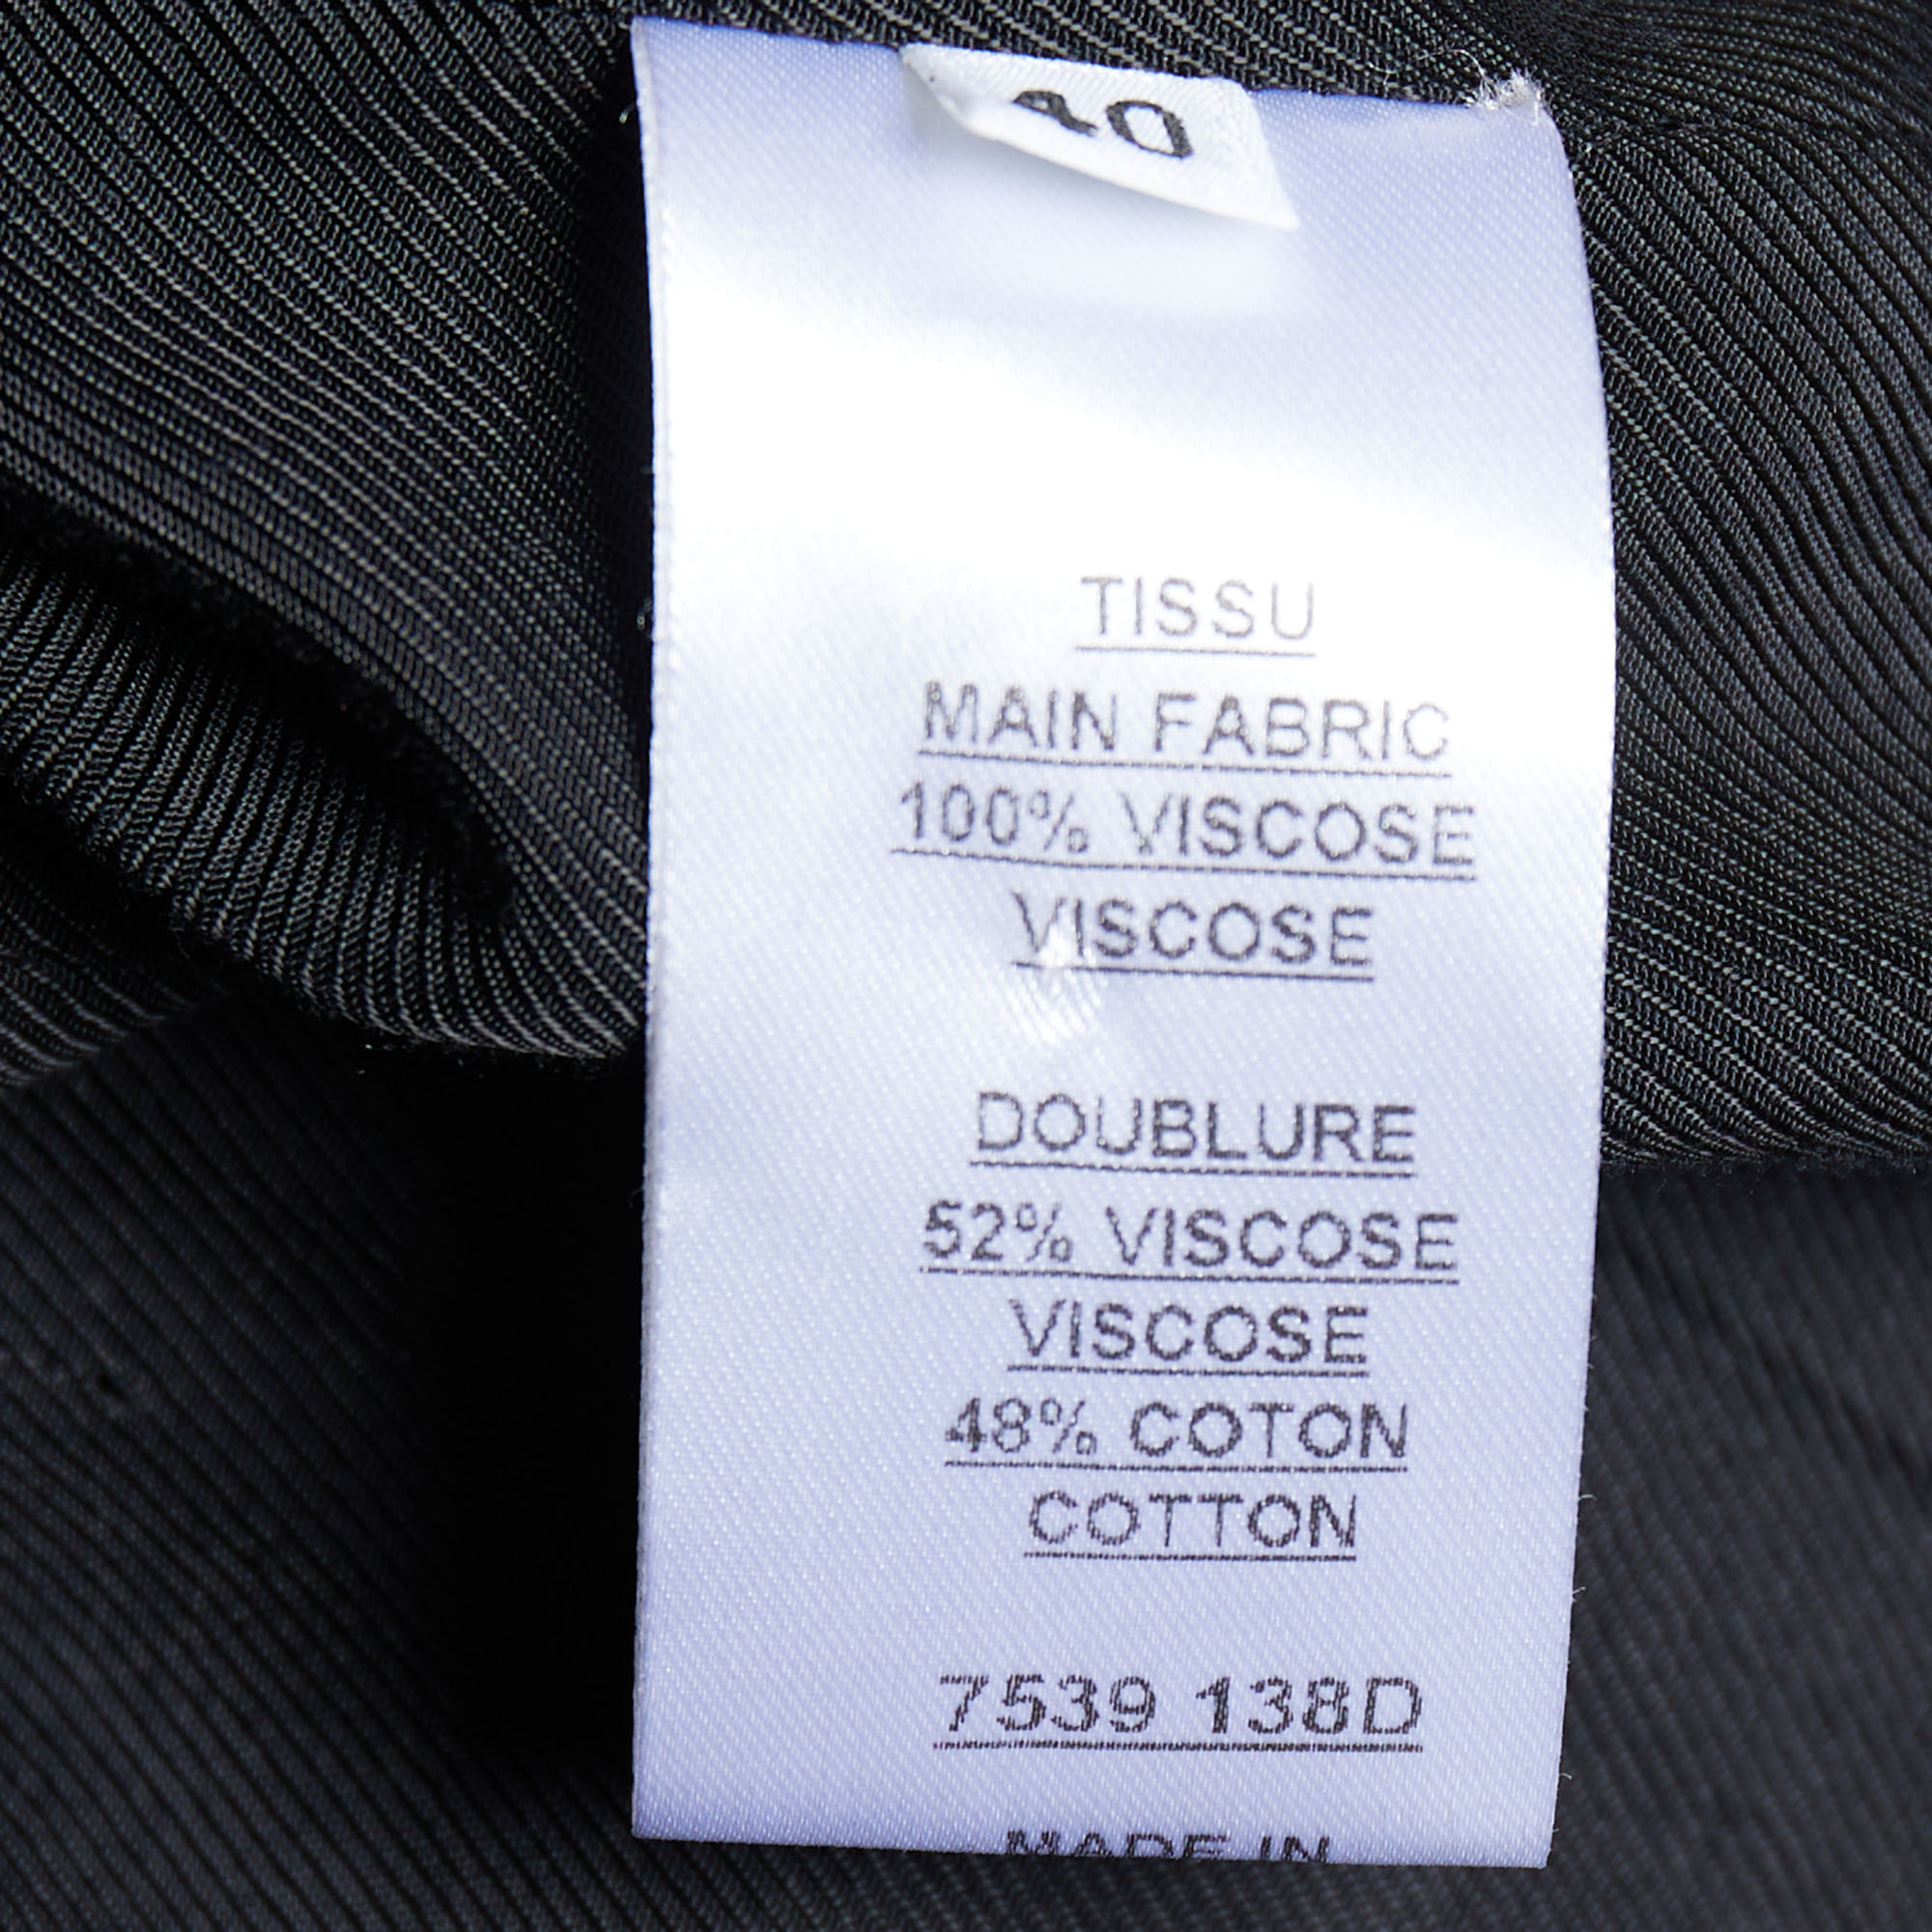 40
TISSU
MAIN FABRIC
100% VISCOSE
VISCOSE
DOUBLURE
52% VISCOSE
VISCOSE
48% COTON
COTTON
7539 138D
MADE IN